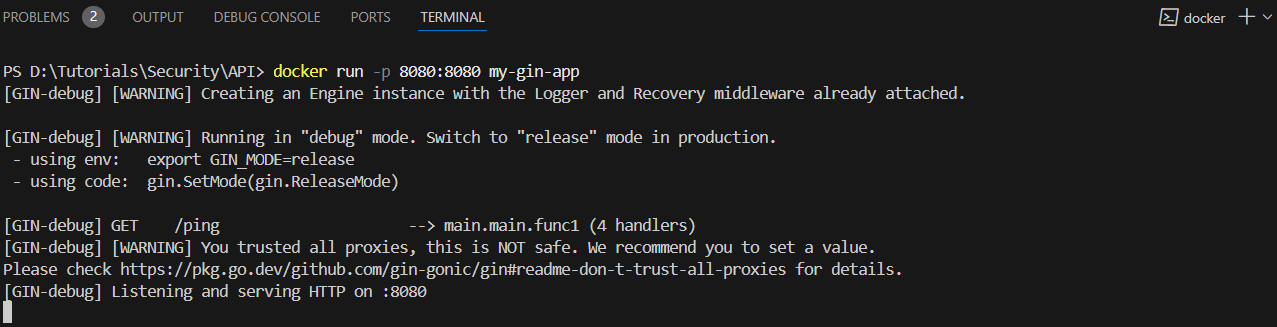 PROBLEMS 2 OUTPUT DEBUG CONSOLE PORTS TERMINAL docker
PS D:\Tutorials\Security\API> docker run -p 8080:8080 my-gin-app
[GIN-debug] [WARNING] Creating an Engine instance with the Logger and Recovery middleware already attached.
[GIN-debug] [WARNING] Running in "debug" mode. Switch to "release" mode in production.
 - using env:   export GIN_MODE=release
 - using code:  gin.SetMode(gin.ReleaseMode)
[GIN-debug] GET    /ping                     --> main.main.func1 (4 handlers)
[GIN-debug] [WARNING] You trusted all proxies, this is NOT safe. We recommend you to set a value.
Please check https://pkg.go.dev/github.com/gin-gonic/gin#readme-don-t-trust-all-proxies for details.
[GIN-debug] Listening and serving HTTP on :8080